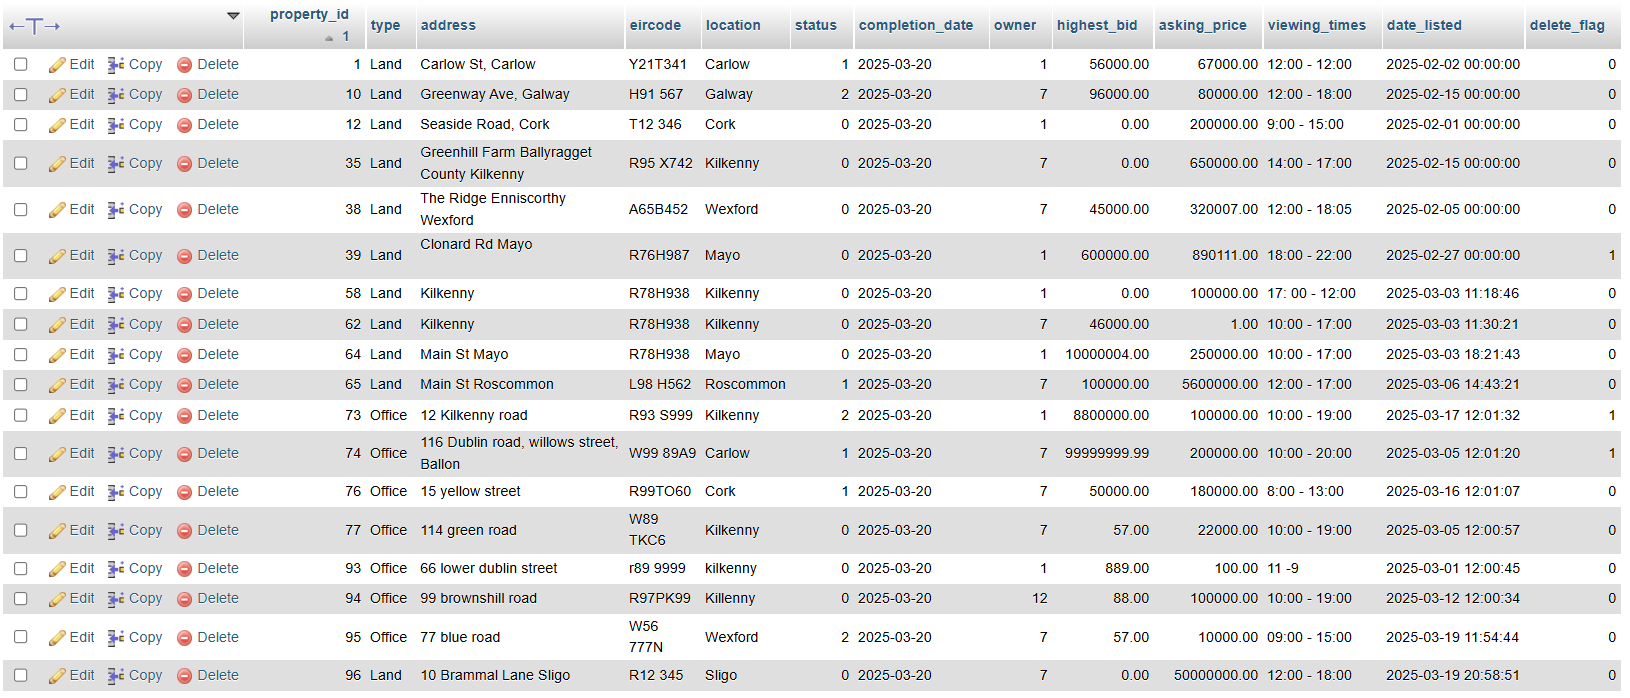 ←T→ property_id 1 type address eircode location status completion_date owner highest_bid asking_price viewing_times date_listed delete_flag
Edit Copy Delete 1 Land Carlow St, Carlow Y21T341 Carlow 1 2025-03-20 1 56000.00 67000.00 12:00 - 12:00 2025-02-02 00:00:00 0
Edit Copy Delete 10 Land Greenway Ave, Galway H91 567 Galway 2 2025-03-20 7 96000.00 80000.00 12:00 - 18:00 2025-02-15 00:00:00 0
Edit Copy Delete 12 Land Seaside Road, Cork T12 346 Cork 0 2025-03-20 1 0.00 200000.00 9:00 - 15:00 2025-02-01 00:00:00 0
Edit Copy Delete 35 Land Greenhill Farm Ballyragget
County Kilkenny R95 X742 Kilkenny 0 2025-03-20 7 0.00 650000.00 14:00 - 17:00 2025-02-15 00:00:00 0
Edit Copy Delete 38 Land The Ridge Enniscorthy
Wexford A65B452 Wexford 0 2025-03-20 7 45000.00 320007.00 12:00 - 18:05 2025-02-05 00:00:00 0
Edit Copy Delete 39 Land Clonard Rd Mayo R76H987 Mayo 0 2025-03-20 1 600000.00 890111.00 18:00 - 22:00 2025-02-27 00:00:00 1
Edit Copy Delete 58 Land Kilkenny R78H938 Kilkenny 0 2025-03-20 1 0.00 100000.00 17: 00 - 12:00 2025-03-03 11:18:46 0
Edit Copy Delete 62 Land Kilkenny R78H938 Kilkenny 0 2025-03-20 7 46000.00 1.00 10:00 - 17:00 2025-03-03 11:30:21 0
Edit Copy Delete 64 Land Main St Mayo R78H938 Mayo 0 2025-03-20 1 10000004.00 250000.00 10:00 - 17:00 2025-03-03 18:21:43 0
Edit Copy Delete 65 Land Main St Roscommon L98 H562 Roscommon 1 2025-03-20 7 100000.00 5600000.00 12:00 - 17:00 2025-03-06 14:43:21 0
Edit Copy Delete 73 Office 12 Kilkenny road R93 S999 Kilkenny 2 2025-03-20 1 8800000.00 100000.00 10:00 - 19:00 2025-03-17 12:01:32 1
Edit Copy Delete 74 Office 116 Dublin road, willows street,
Ballon W99 89A9 Carlow 1 2025-03-20 7 99999999.99 200000.00 10:00 - 20:00 2025-03-05 12:01:20 1
Edit Copy Delete 76 Office 15 yellow street R99TO60 Cork 1 2025-03-20 7 50000.00 180000.00 8:00 - 13:00 2025-03-16 12:01:07 0
Edit Copy Delete 77 Office 114 green road W89
TKC6 Kilkenny 0 2025-03-20 7 57.00 22000.00 10:00 - 19:00 2025-03-05 12:00:57 0
Edit Copy Delete 93 Office 66 lower dublin street r89 9999 kilkenny 0 2025-03-20 1 889.00 100.00 11 -9 2025-03-01 12:00:45 0
Edit Copy Delete 94 Office 99 brownshill road R97PK99 Killenny 0 2025-03-20 12 88.00 100000.00 10:00 - 19:00 2025-03-12 12:00:34 0
Edit Copy Delete 95 Office 77 blue road W56
777N Wexford 2 2025-03-20 7 57.00 10000.00 09:00 - 15:00 2025-03-19 11:54:44 0
Edit Copy Delete 96 Land 10 Brammal Lane Sligo R12 345 Sligo 0 2025-03-20 7 0.00 50000000.00 12:00 - 18:00 2025-03-19 20:58:51 0